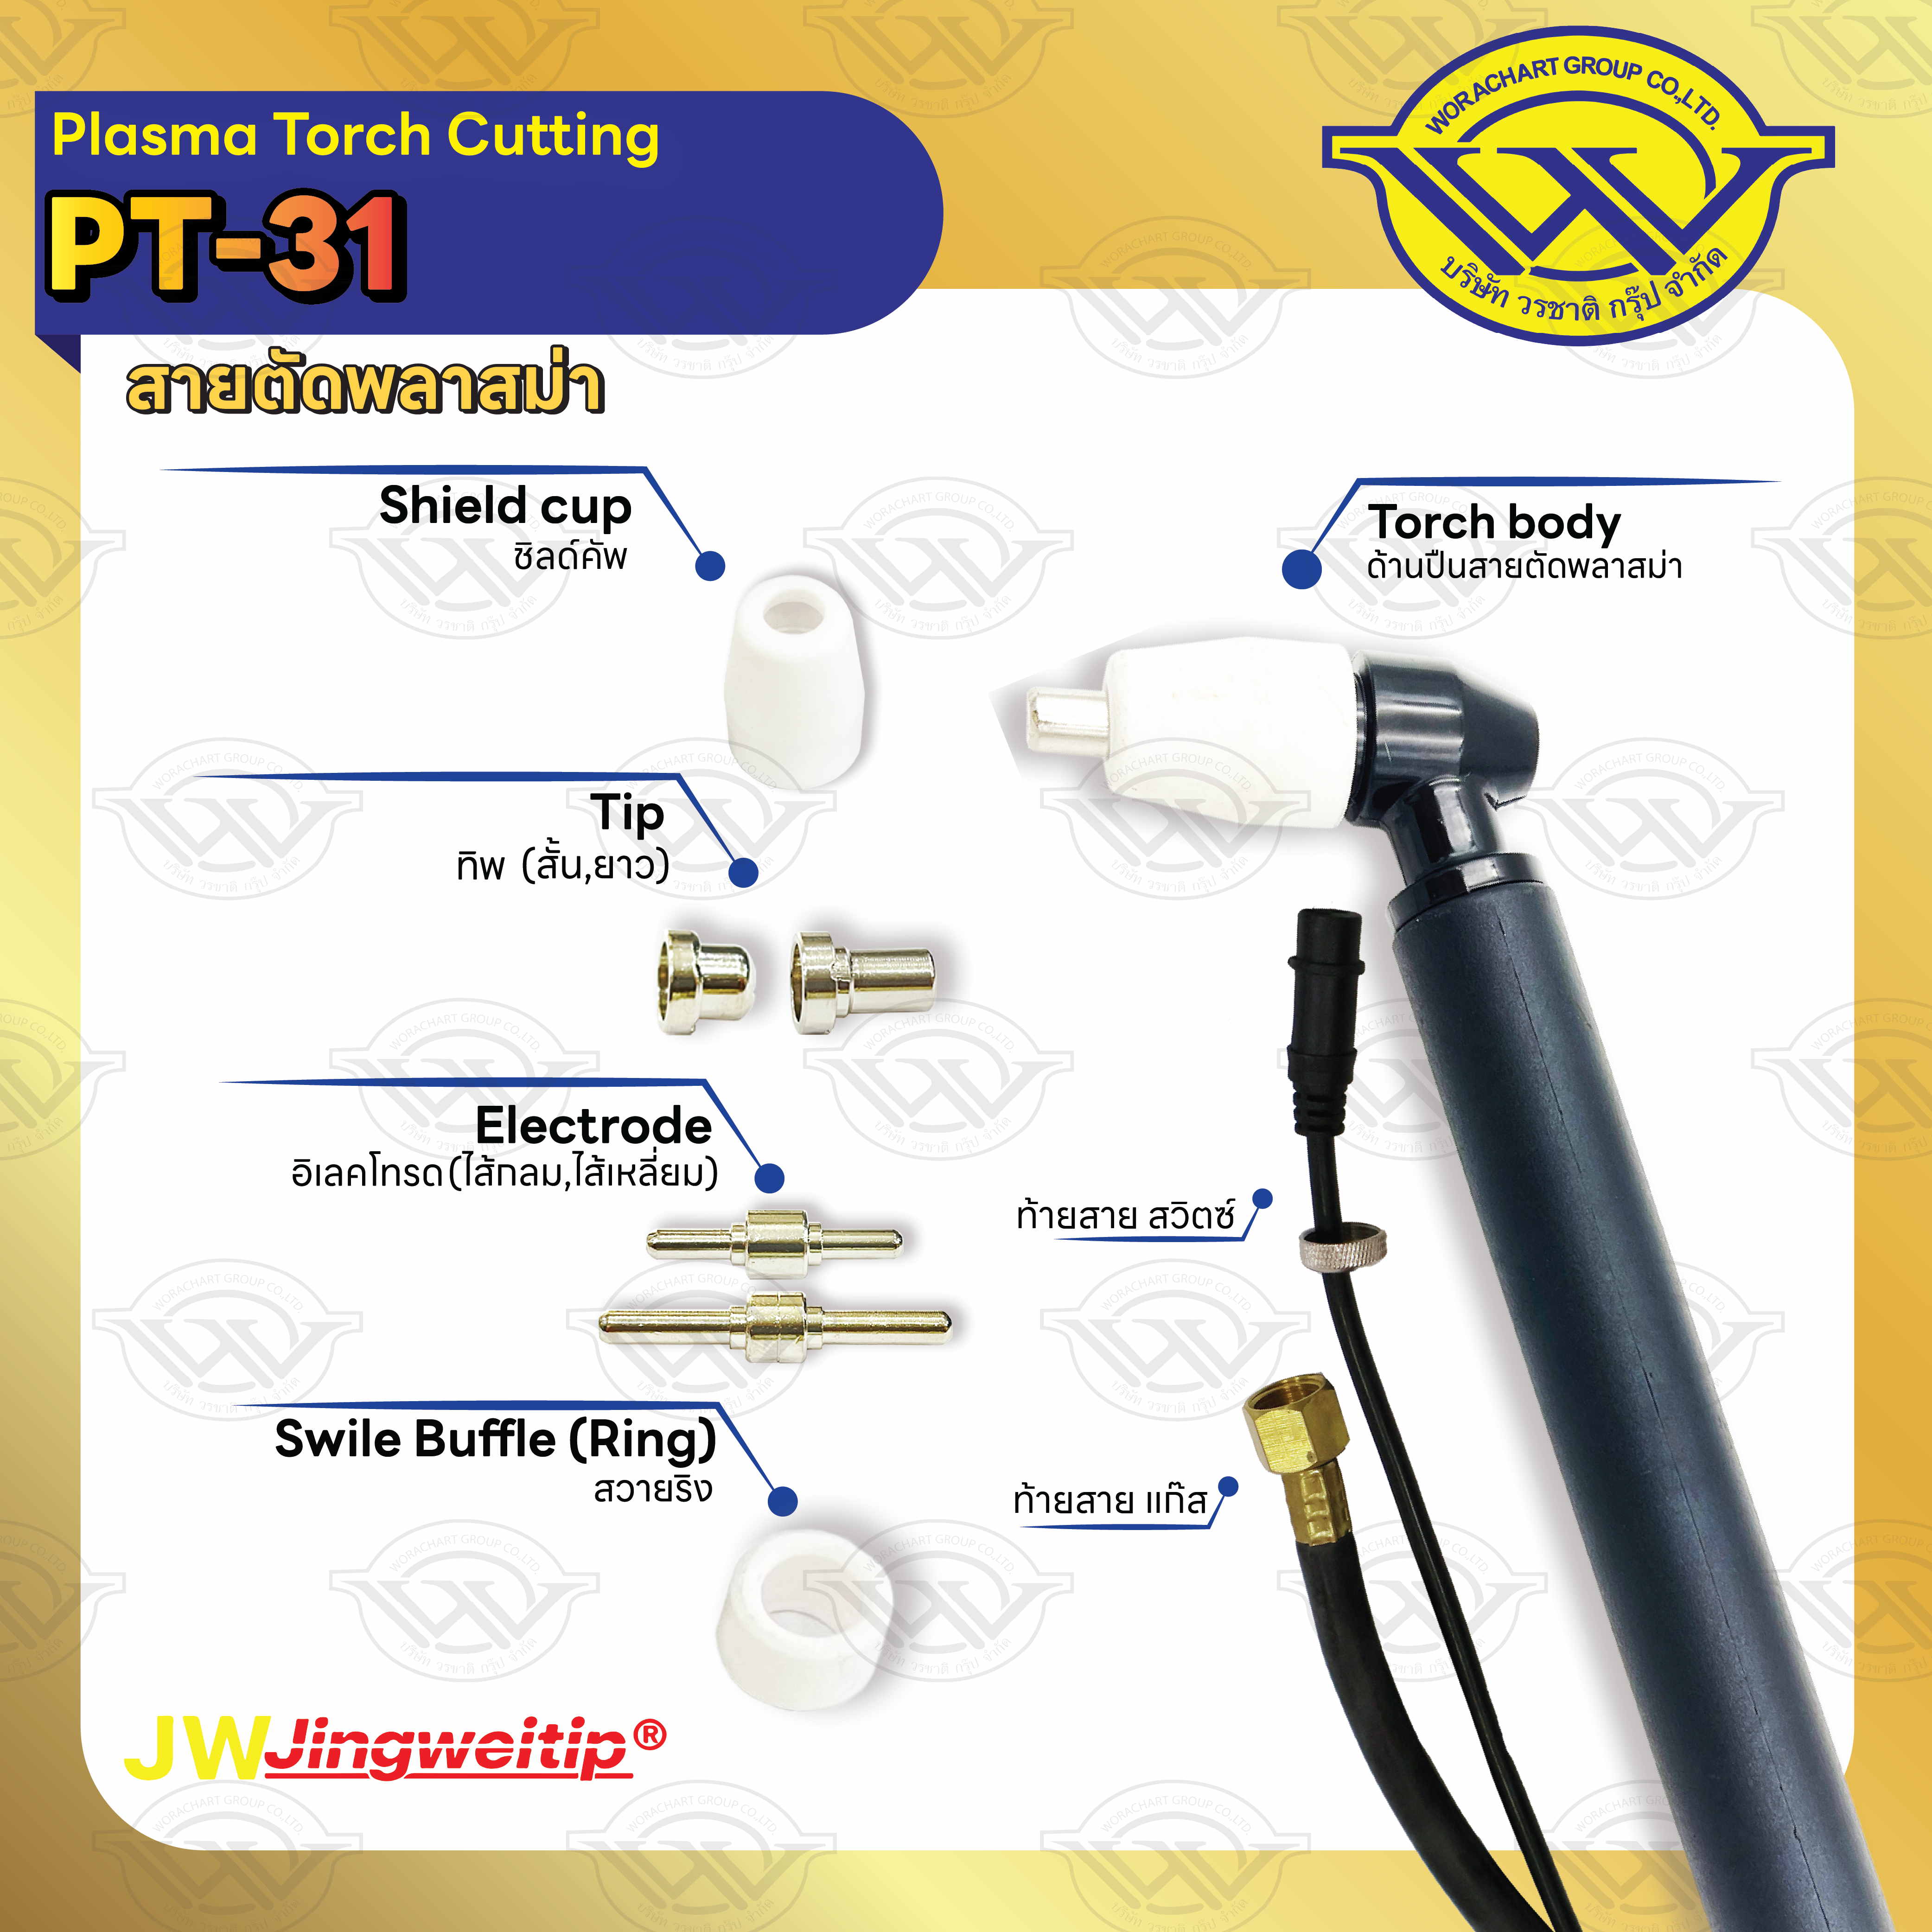 Plasma Torch Cutting
PT-31
WORACHART GROUP CO.,LTD.
บริษัท วรชาติ กรุ๊ป จำกัด
สายตัดพลาสม่า
Shield cup
ชิลด์คัพ
Torch body
ด้านปืนสายตัดพลาสม่า
Tip
ทิพ (สั้น,ยาว)
Electrode
อิเลคโทรด(ไส้กลม,ไส้เหลี่ยม)
ท้ายสาย สวิตซ์
Swile Buffle (Ring)
สวายริง
ท้ายสาย แก๊ส
JWJingweitip®